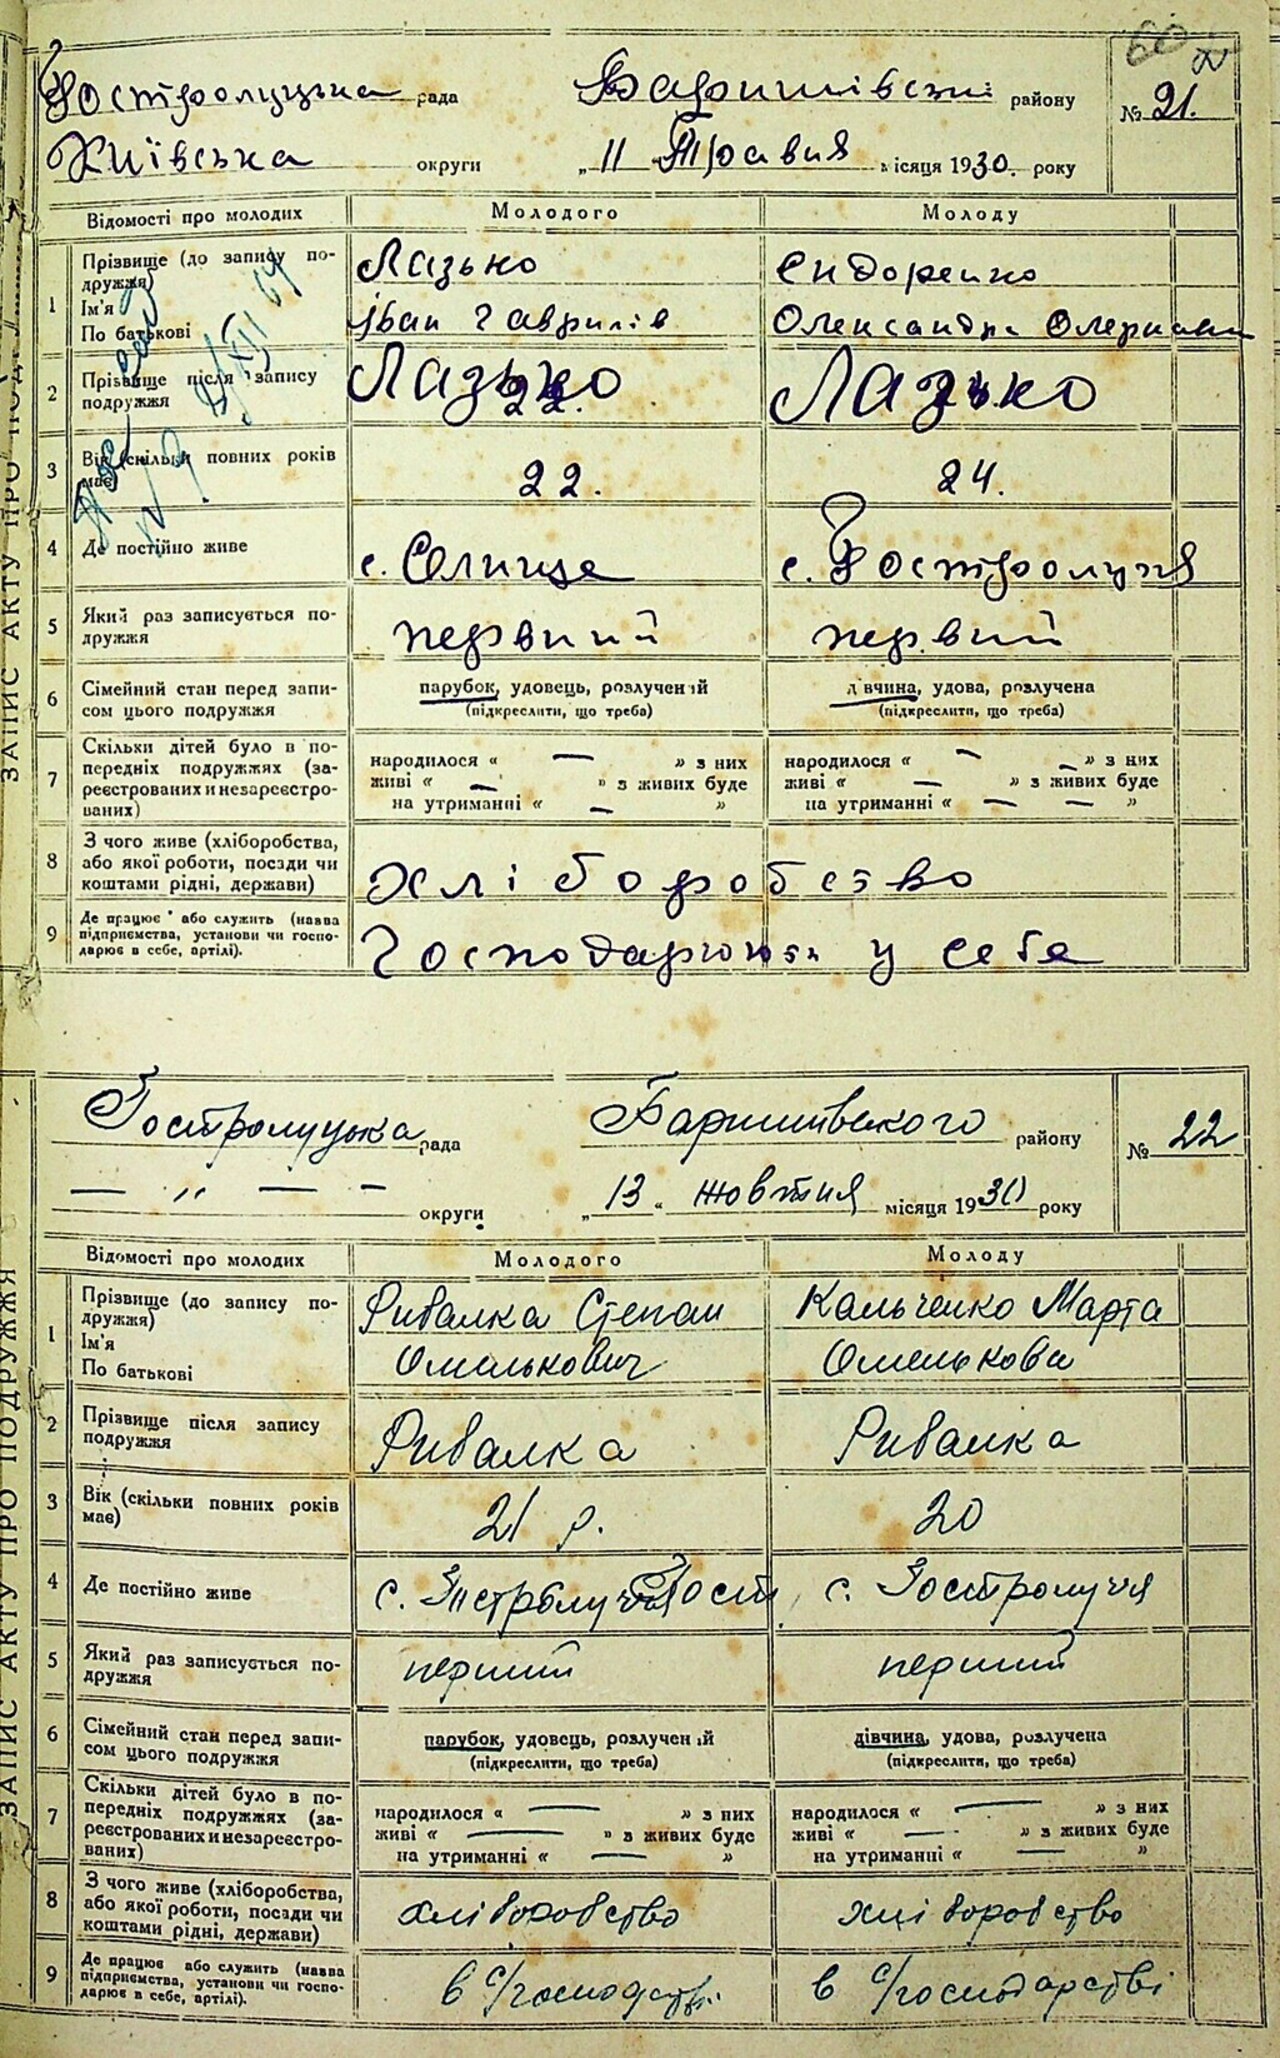 60
Гостролуцька рада Баришівськ району № 21.
Київська округи „11 Травня місяця 1930. року
Відомості про молодих Молодого Молоду
1 Прізвище (до запису подружжя) Лазько Сидоренко
Ім'я
По батькові Іван Гаврилів Олександра
2 Прізвище після запису подружжя Лазько Лазько
3 Вік (скільки повних років має) 22. 24.
4 Де постійно живе с. с. Гостролуччя
5 Який раз записується подружжя первий первий
6 Сімейний стан перед записом цього подружжя парубок, удовець, розлучений дівчина, удова, розлучена
(підкреслити, що треба) (підкреслити, що треба)
7 Скільки дітей було в попередніх подружжях (зареєстрованих и незареєстрованих) народилося « — » з них народилося « — — » з них
живі « — » з живих буде живі « — » з живих буде
на утриманні « — » на утриманні « — — »
8 З чого живе (хліборобства, або якої роботи, посади чи коштами рідні, держави) хліборобство
9 Де працює або служить (назва підприємства, установи чи господарює в себе, артілі). Господарюють у себе
ЗАПИС АКТУ ПРО ПОДРУЖЖЯ
Гостролуцька рада Баришівського району № 22
— „ — — округи „13 “ жовтня місяця 1930 року
Відомості про молодих Молодого Молоду
1 Прізвище (до запису подружжя) Рибалка Степан Кальченко Марта
Ім'я
По батькові Омелькович Омелькова
2 Прізвище після запису подружжя Рибалка Рибалка
3 Вік (скільки повних років має) 21 р. 20
4 Де постійно живе с. с. Гостролуччя
5 Який раз записується подружжя перший перший
6 Сімейний стан перед записом цього подружжя парубок, удовець, розлучений дівчина, удова, розлучена
(підкреслити, що треба) (підкреслити, що треба)
7 Скільки дітей було в попередніх подружжях (зареєстрованих и незареєстрованих) народилося « — » з них народилося « — » з них
живі « — » з живих буде живі « — » з живих буде
на утриманні « — » на утриманні « — »
8 З чого живе (хліборобства, або якої роботи, посади чи коштами рідні, держави) хліборобство хліборобство
9 Де працює або служить (назва підприємства, установи чи господарює в себе, артілі). в с/господарстві в с/господарстві
ЗАПИС АКТУ ПРО ПОДРУЖЖЯ